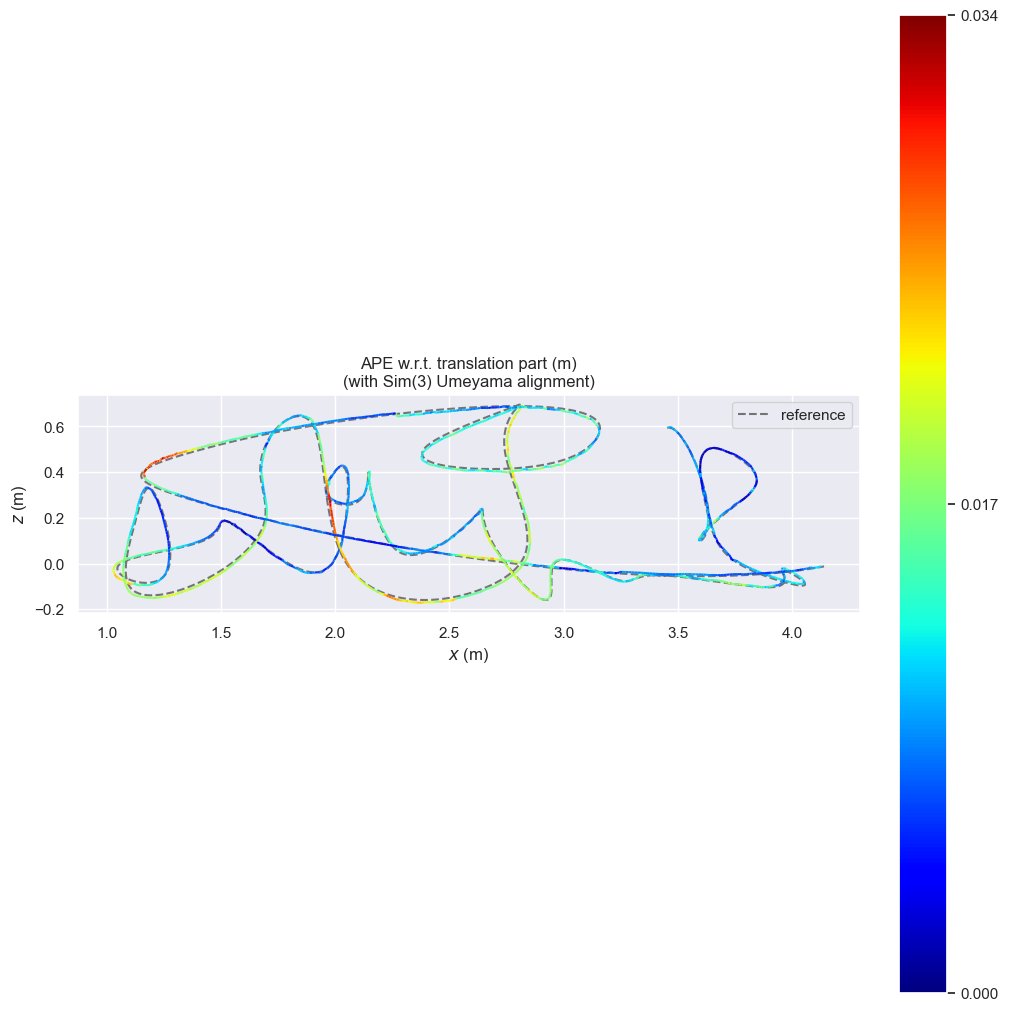 APE w.r.t. translation part (m)
(with Sim(3) Umeyama alignment)
reference
z (m)
0.6
0.4
0.2
0.0
−0.2
1.0 1.5 2.0 2.5 3.0 3.5 4.0
x (m)
0.034
0.017
0.000